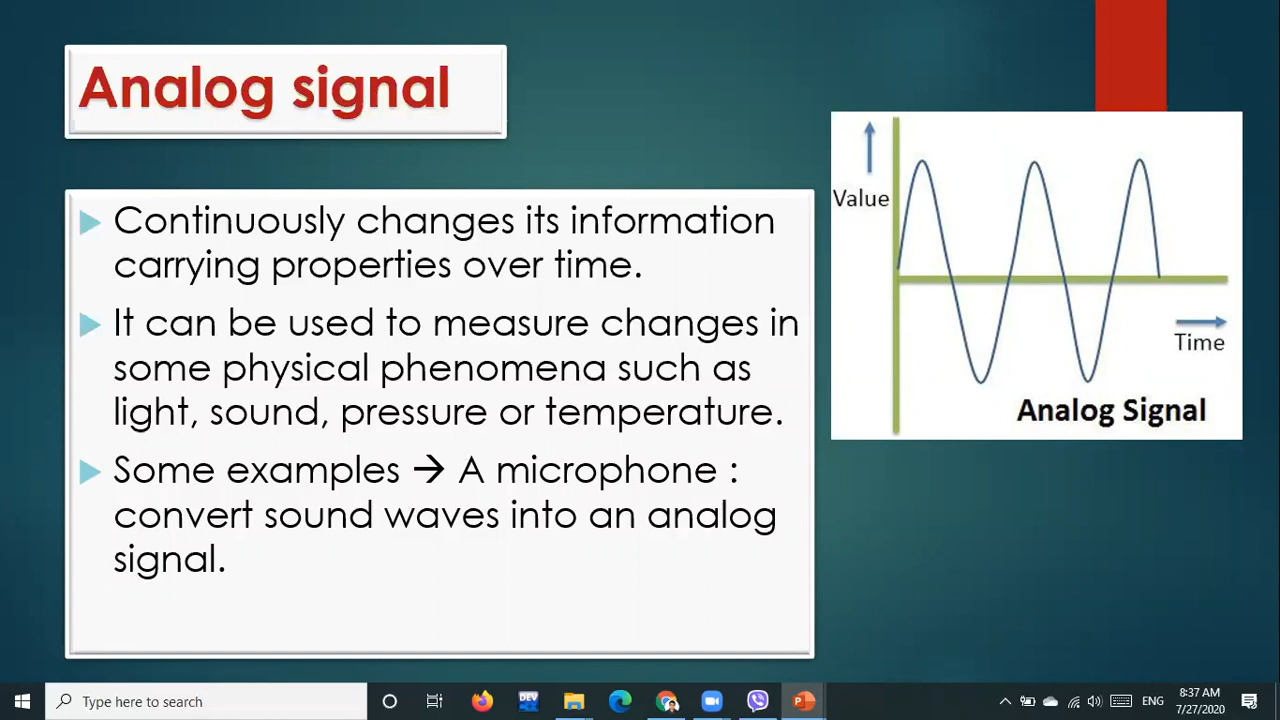 Analog signal
Continuously changes its information
carrying properties over time.
It can be used to measure changes in
some physical phenomena such as
light, sound, pressure or temperature.
Some examples → A microphone :
convert sound waves into an analog
signal.
Value
Time
Analog Signal
Type here to search
DEV
ENG
8:37 AM
7/27/2020